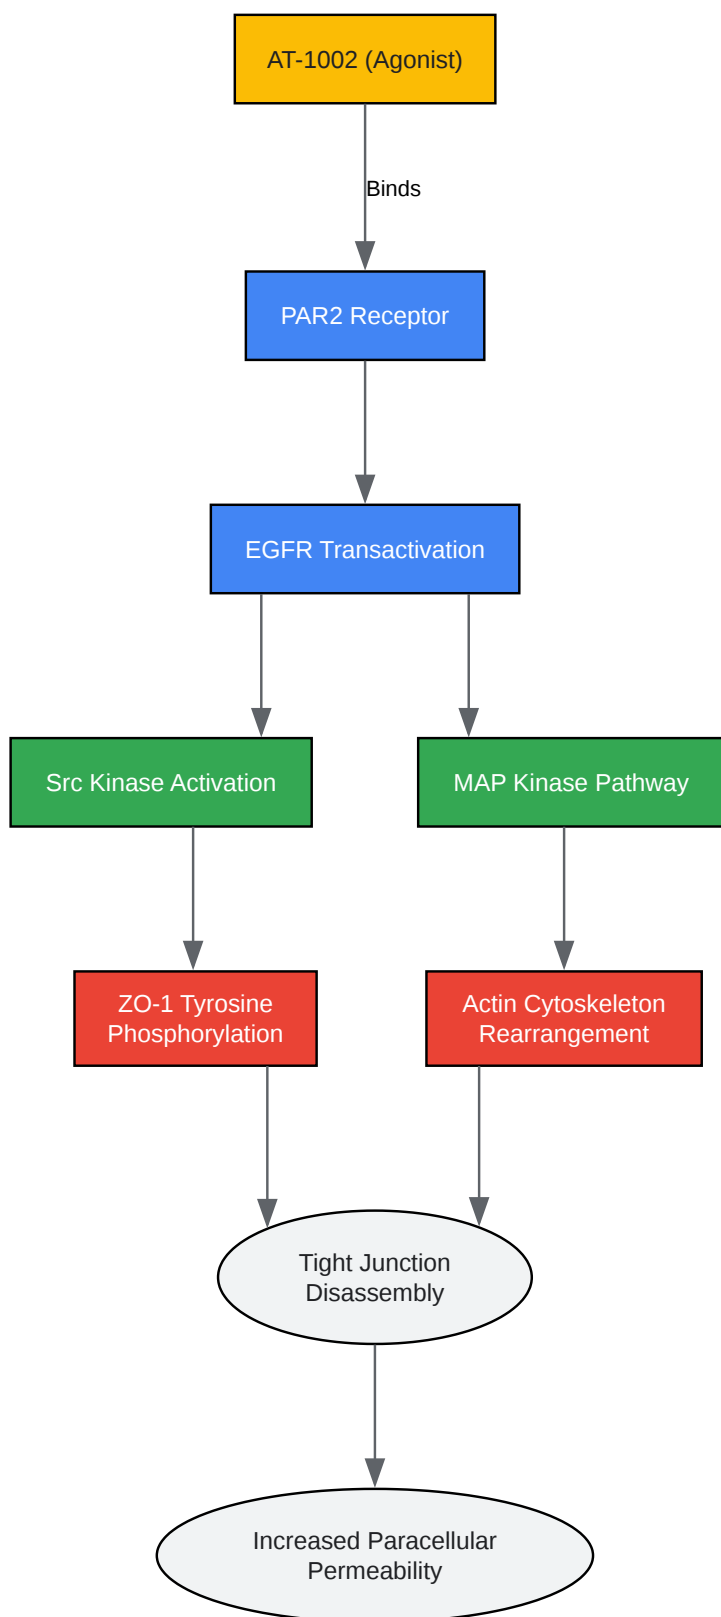 AT-1002 (Agonist)
Binds
PAR2 Receptor
EGFR Transactivation
Src Kinase Activation
MAP Kinase Pathway
ZO-1 Tyrosine
Phosphorylation
Actin Cytoskeleton
Rearrangement
Tight Junction
Disassembly
Increased Paracellular
Permeability